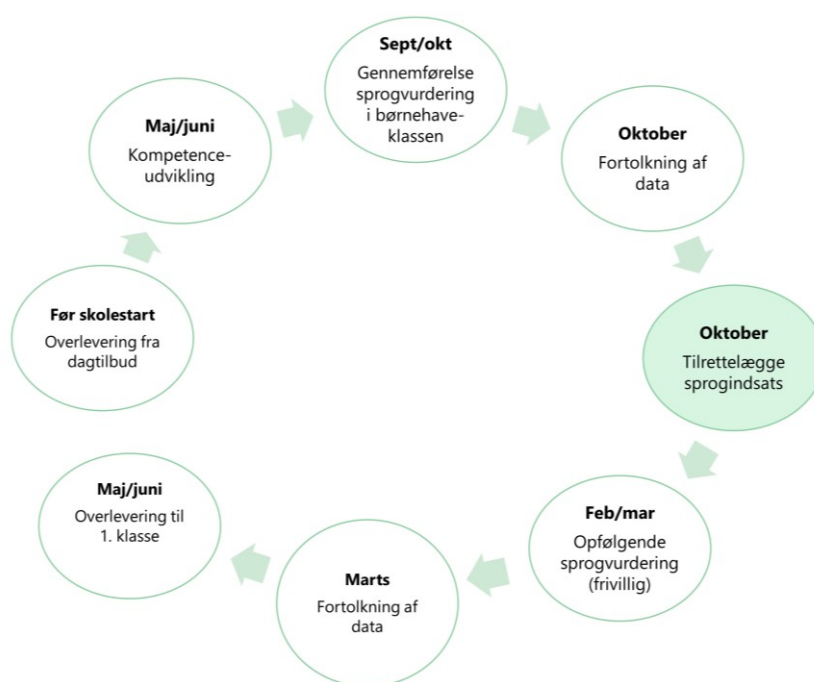 Før skolestart
Overlevering fra
dagtilbud
Maj/juni
Kompetence-
udvikling
Sept/okt
Gennemførelse
sprogvurdering
i børnehave-
klassen
Oktober
Fortolkning af
data
Oktober
Tilrettelægge
sprogindsats
Feb/mar
Opfølgende
sprogvurdering
(frivillig)
Marts
Fortolkning af
data
Maj/juni
Overlevering til
1. klasse